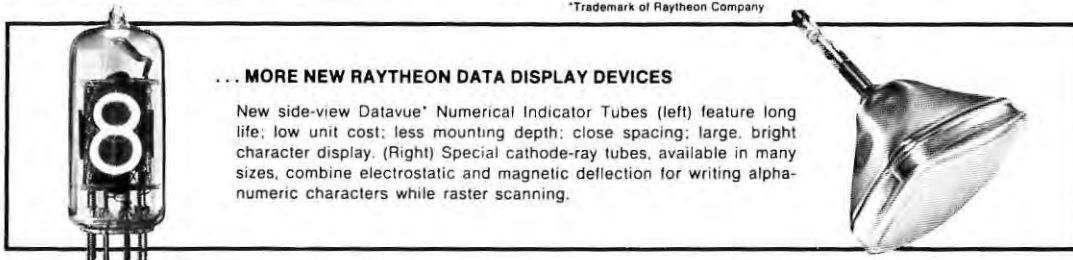 *Trademark of Raytheon Company
8
... MORE NEW RAYTHEON DATA DISPLAY DEVICES
New side-view Datavue* Numerical Indicator Tubes (left) feature long
life; low unit cost; less mounting depth; close spacing; large, bright
character display. (Right) Special cathode-ray tubes, available in many
sizes, combine electrostatic and magnetic deflection for writing alpha-
numeric characters while raster scanning.